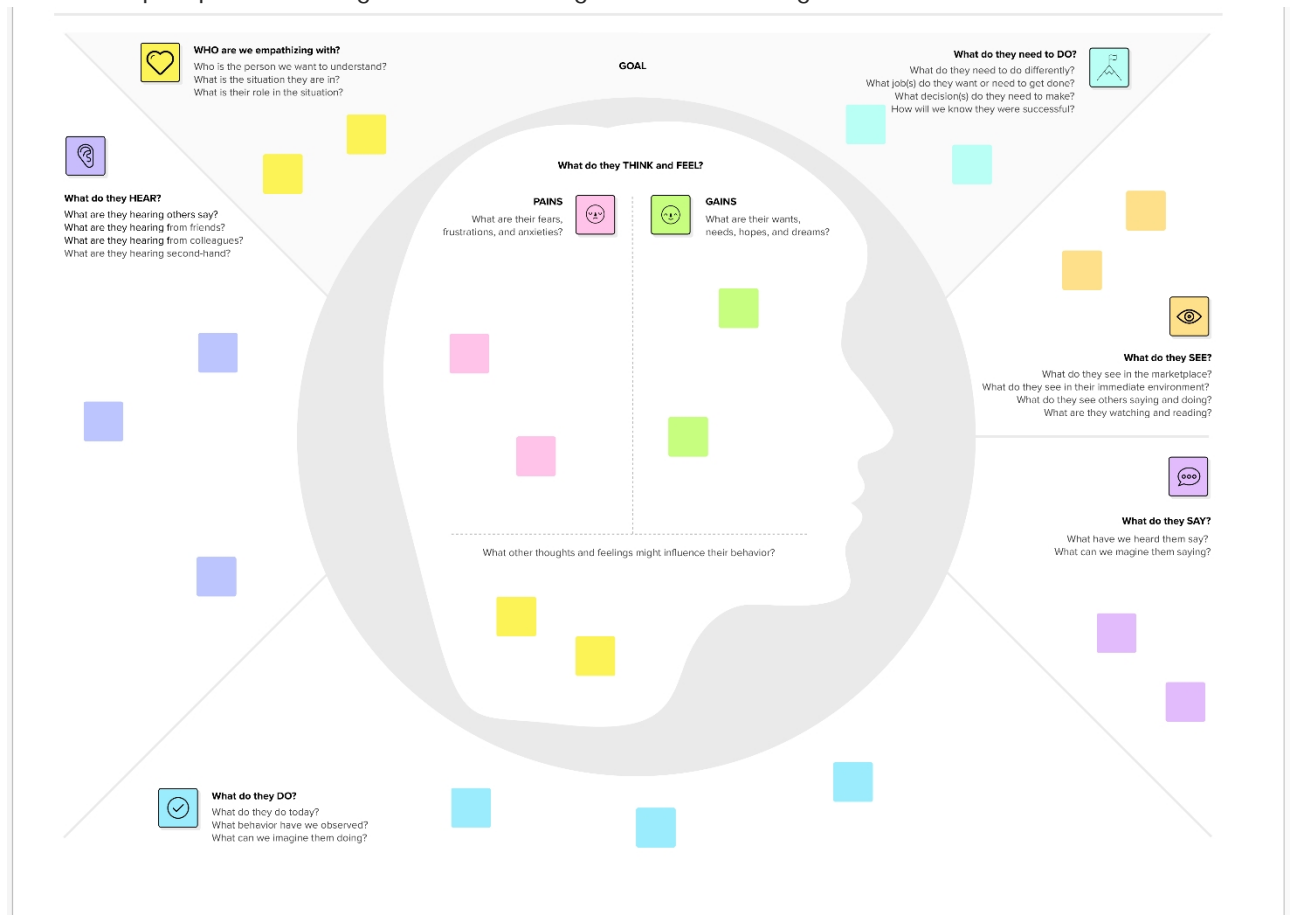 WHO are we empathizing with?
Who is the person we want to understand?
What is the situation they are in?
What is their role in the situation?
GOAL
What do they need to DO?
What do they need to do differently?
What job(s) do they want or need to get done?
What decision(s) do they need to make?
How will we know they were successful?
What do they HEAR?
What are they hearing others say?
What are they hearing from friends?
What are they hearing from colleagues?
What are they hearing second-hand?
What do they THINK and FEEL?
PAINS
What are their fears,
frustrations, and anxieties?
GAINS
What are their wants,
needs, hopes, and dreams?
What do they SEE?
What do they see in the marketplace?
What do they see in their immediate environment?
What do they see others saying and doing?
What are they watching and reading?
What do they SAY?
What have we heard them say?
What can we magine them saying?
What other thoughts and feelings might influence their behavior?
What do they DO?
What do they do today?
What behavior have we observed?
What can we imagine them doing?